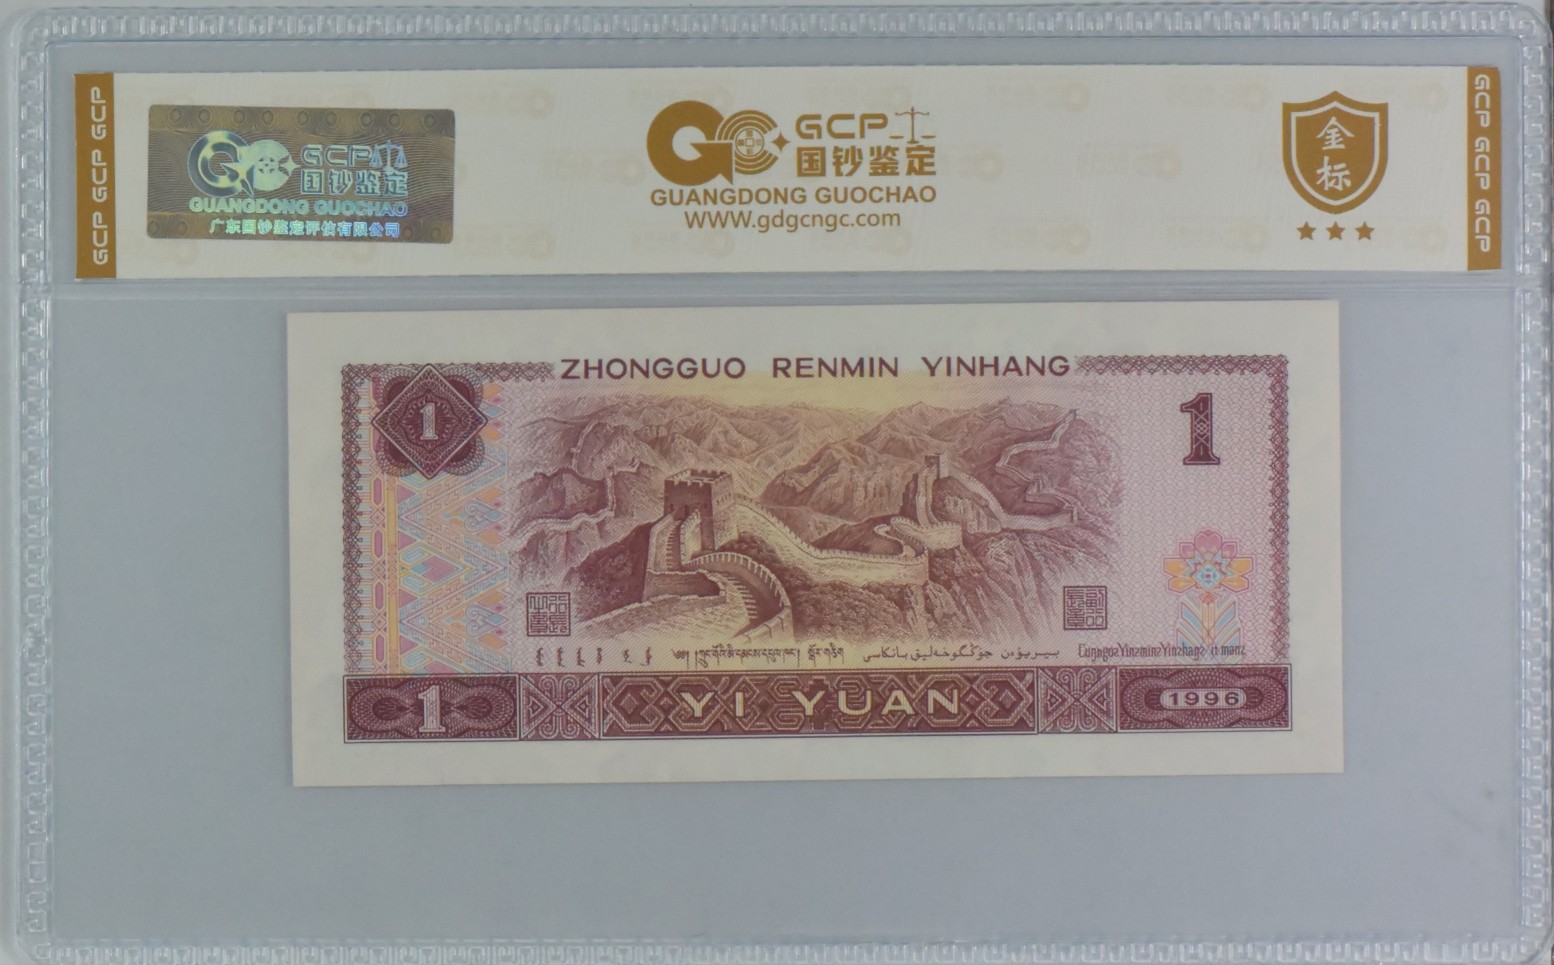 GCP GCP GCP
GCP
国钞鉴定
GUANGDONG GUOCHAO
广东国钞鉴定评估有限公司
GCP
国钞鉴定
GUANGDONG GUOCHAO
WWW.gdgcngc.com
金
标
GCP GCP GCP
ZHONGGUO RENMIN YINHANG
1
1
1
YI YUAN
1996